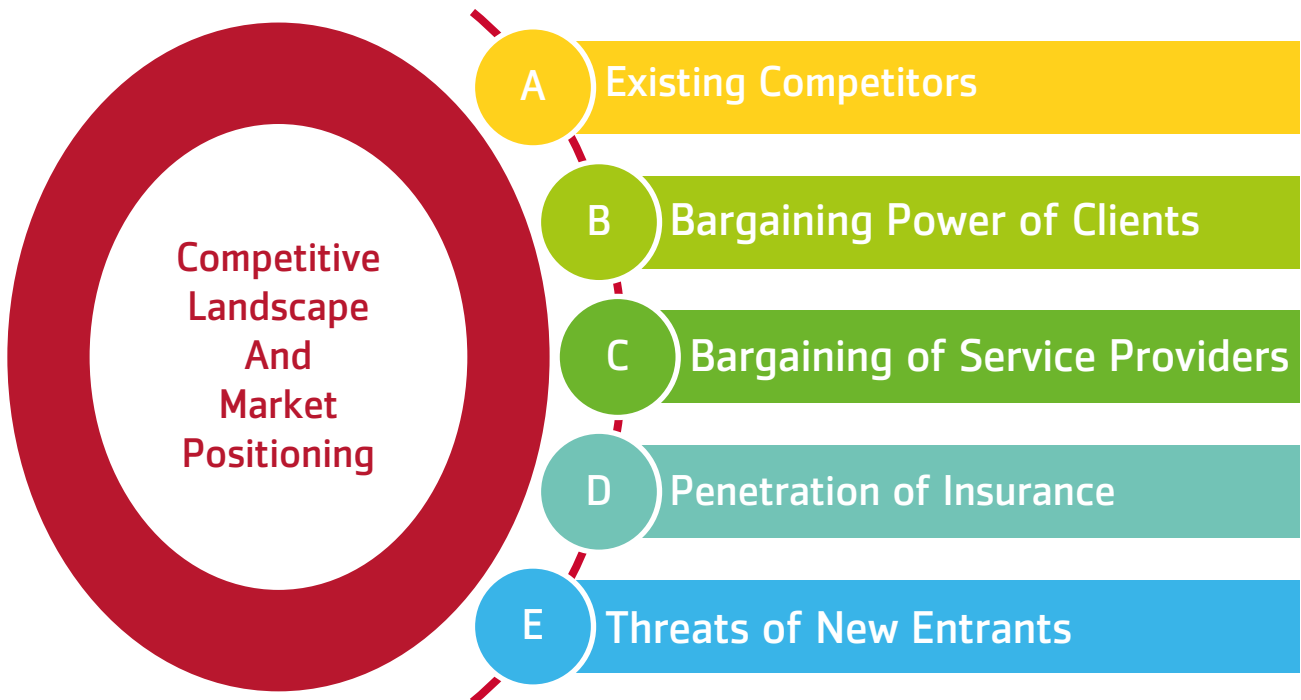 Competitive
Landscape
And
Market
Positioning
A
Existing Competitors
B
Bargaining Power of Clients
C
Bargaining of Service Providers
D
Penetration of Insurance
E
Threats of New Entrants